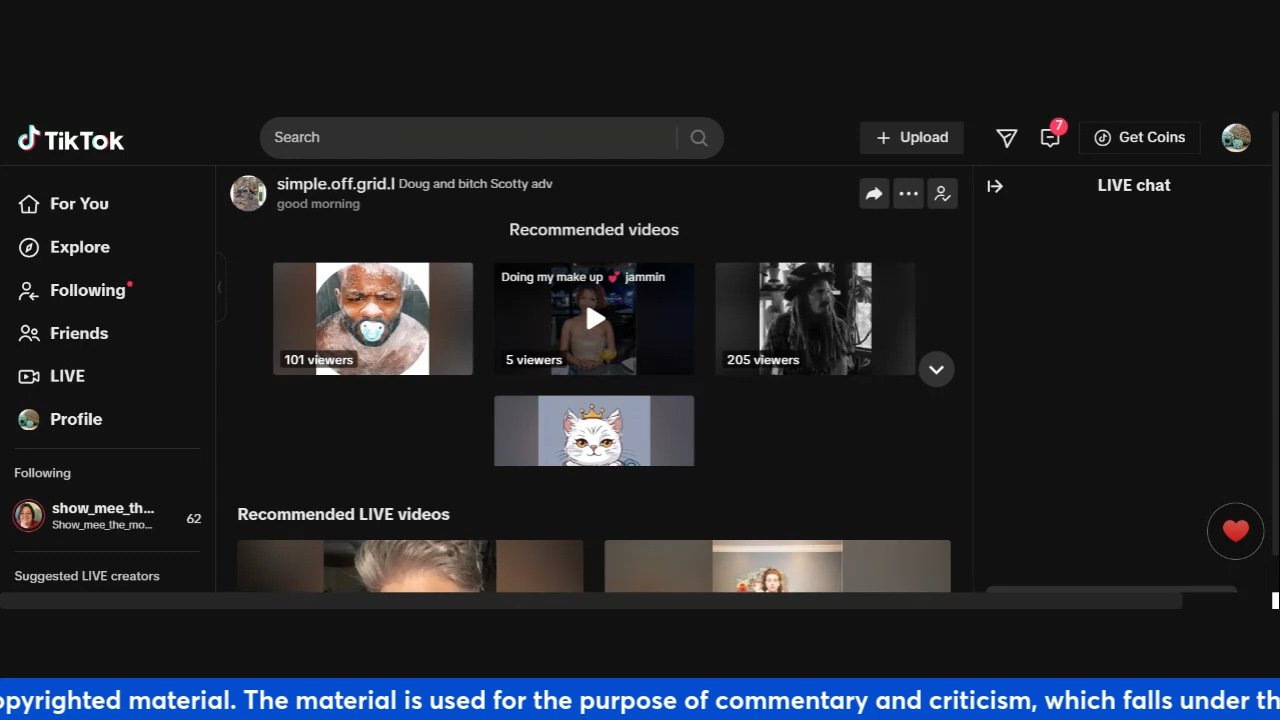 TikTok
Search
Upload
7
Get Coins
For You
Explore
Following
Friends
LIVE
Profile
Following
show_mee_th...
Show_mee_the_mo...
62
Suggested LIVE creators
simple.off.grid.l Doug and bitch Scotty adv
good morning
Recommended videos
101 viewers
Doing my make up 💕 jammin
5 viewers
205 viewers
Recommended LIVE videos
LIVE chat
opyrighted material. The material is used for the purpose of commentary and criticism, which falls under th